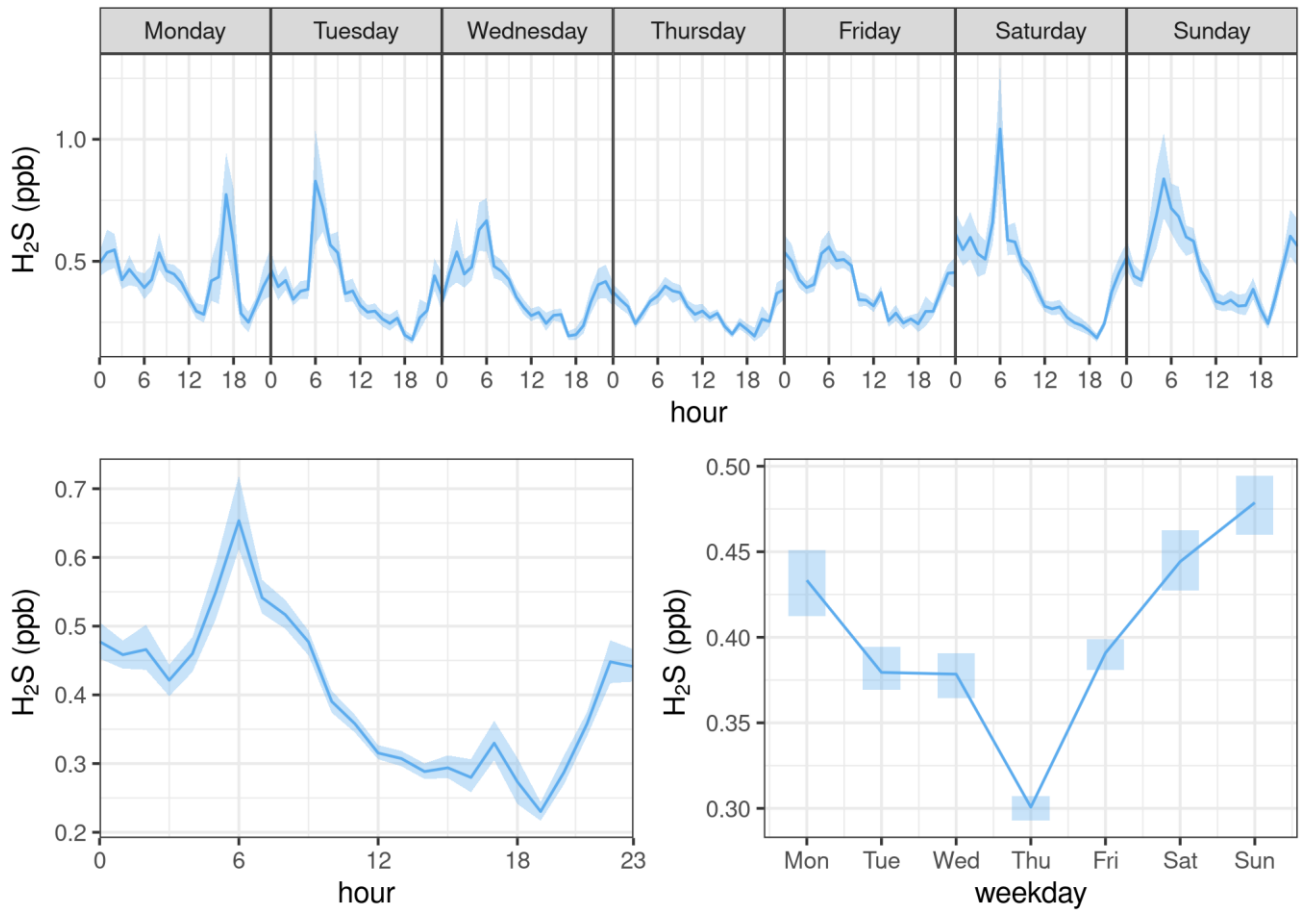 Monday Tuesday Wednesday Thursday Friday Saturday Sunday
H₂S (ppb)
1.0
0.5
0 6 12 18 0 6 12 18 0 6 12 18 0 6 12 18 0 6 12 18 0 6 12 18 0 6 12 18
hour
H₂S (ppb)
0.7
0.6
0.5
0.4
0.3
0.2
0 6 12 18 23
hour
H₂S (ppb)
0.50
0.45
0.40
0.35
0.30
Mon Tue Wed Thu Fri Sat Sun
weekday